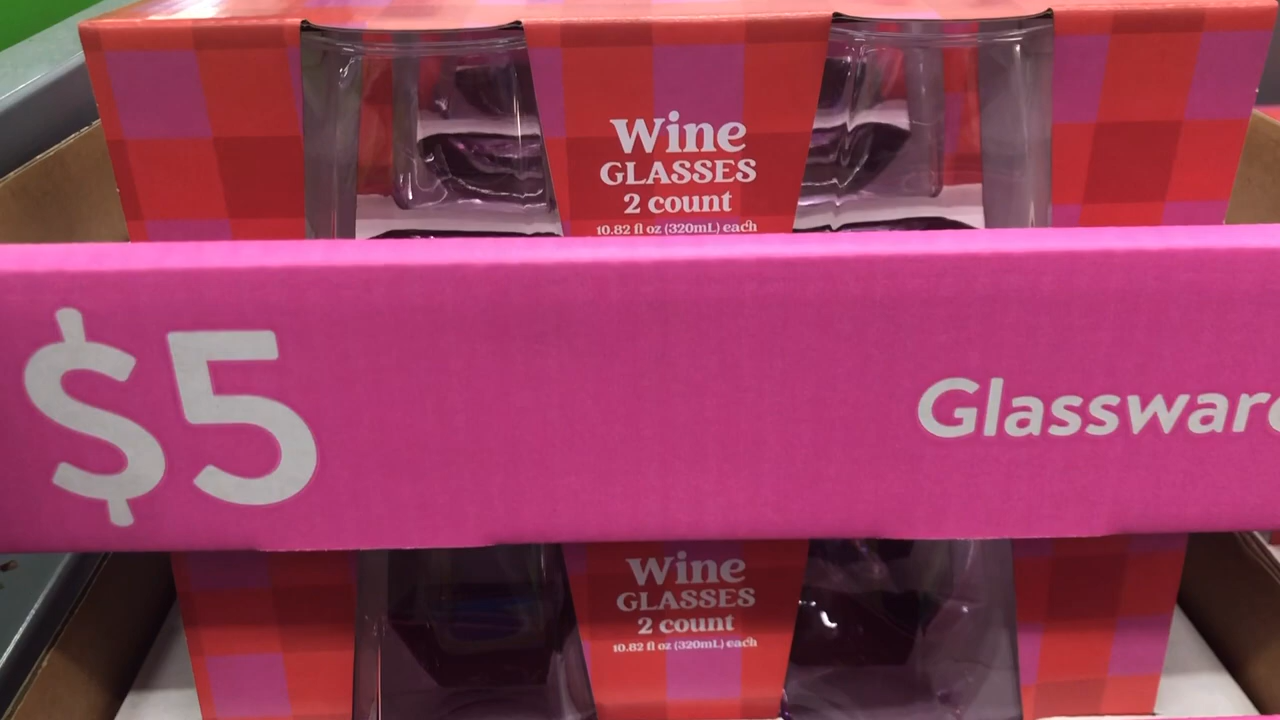 Wine
GLASSES
2 count
10.82 fl oz (320mL) each
$5
Glassware
Wine
GLASSES
2 count
10.82 fl oz (320mL) each